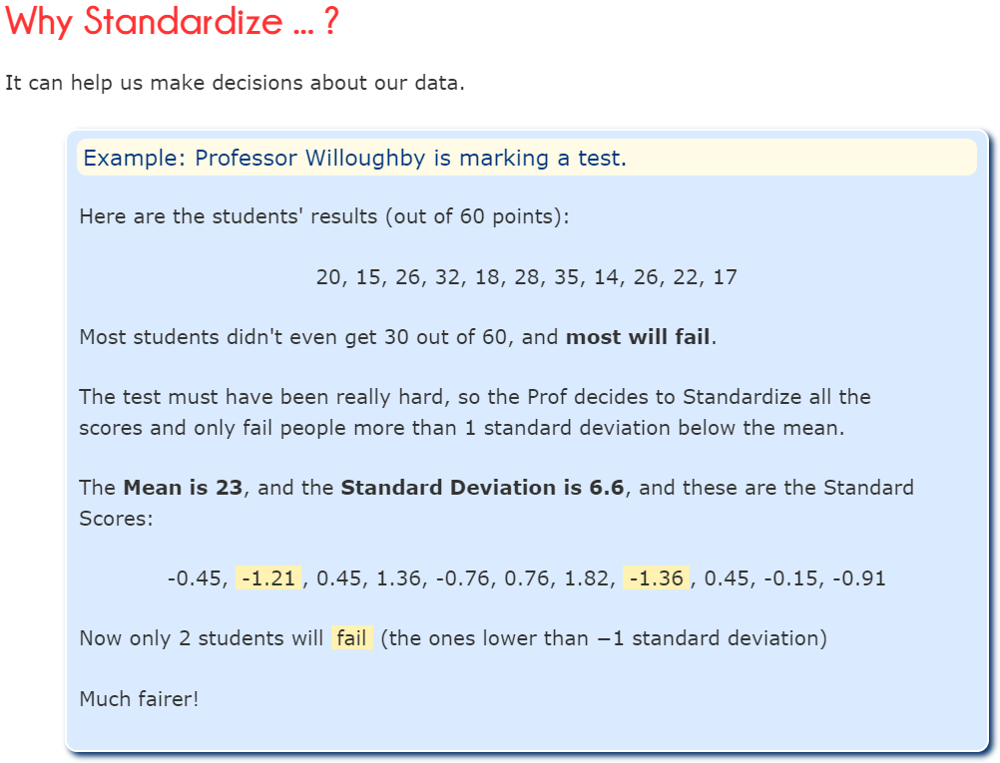 Why Standardize ... ?
It can help us make decisions about our data.
Example: Professor Willoughby is marking a test.
Here are the students' results (out of 60 points):
20, 15, 26, 32, 18, 28, 35, 14, 26, 22, 17
Most students didn't even get 30 out of 60, and most will fail.
The test must have been really hard, so the Prof decides to Standardize all the
scores and only fail people more than 1 standard deviation below the mean.
The Mean is 23, and the Standard Deviation is 6.6, and these are the Standard
Scores:
-0.45, -1.21, 0.45, 1.36, -0.76, 0.76, 1.82, -1.36, 0.45, -0.15, -0.91
Now only 2 students will fail (the ones lower than −1 standard deviation)
Much fairer!